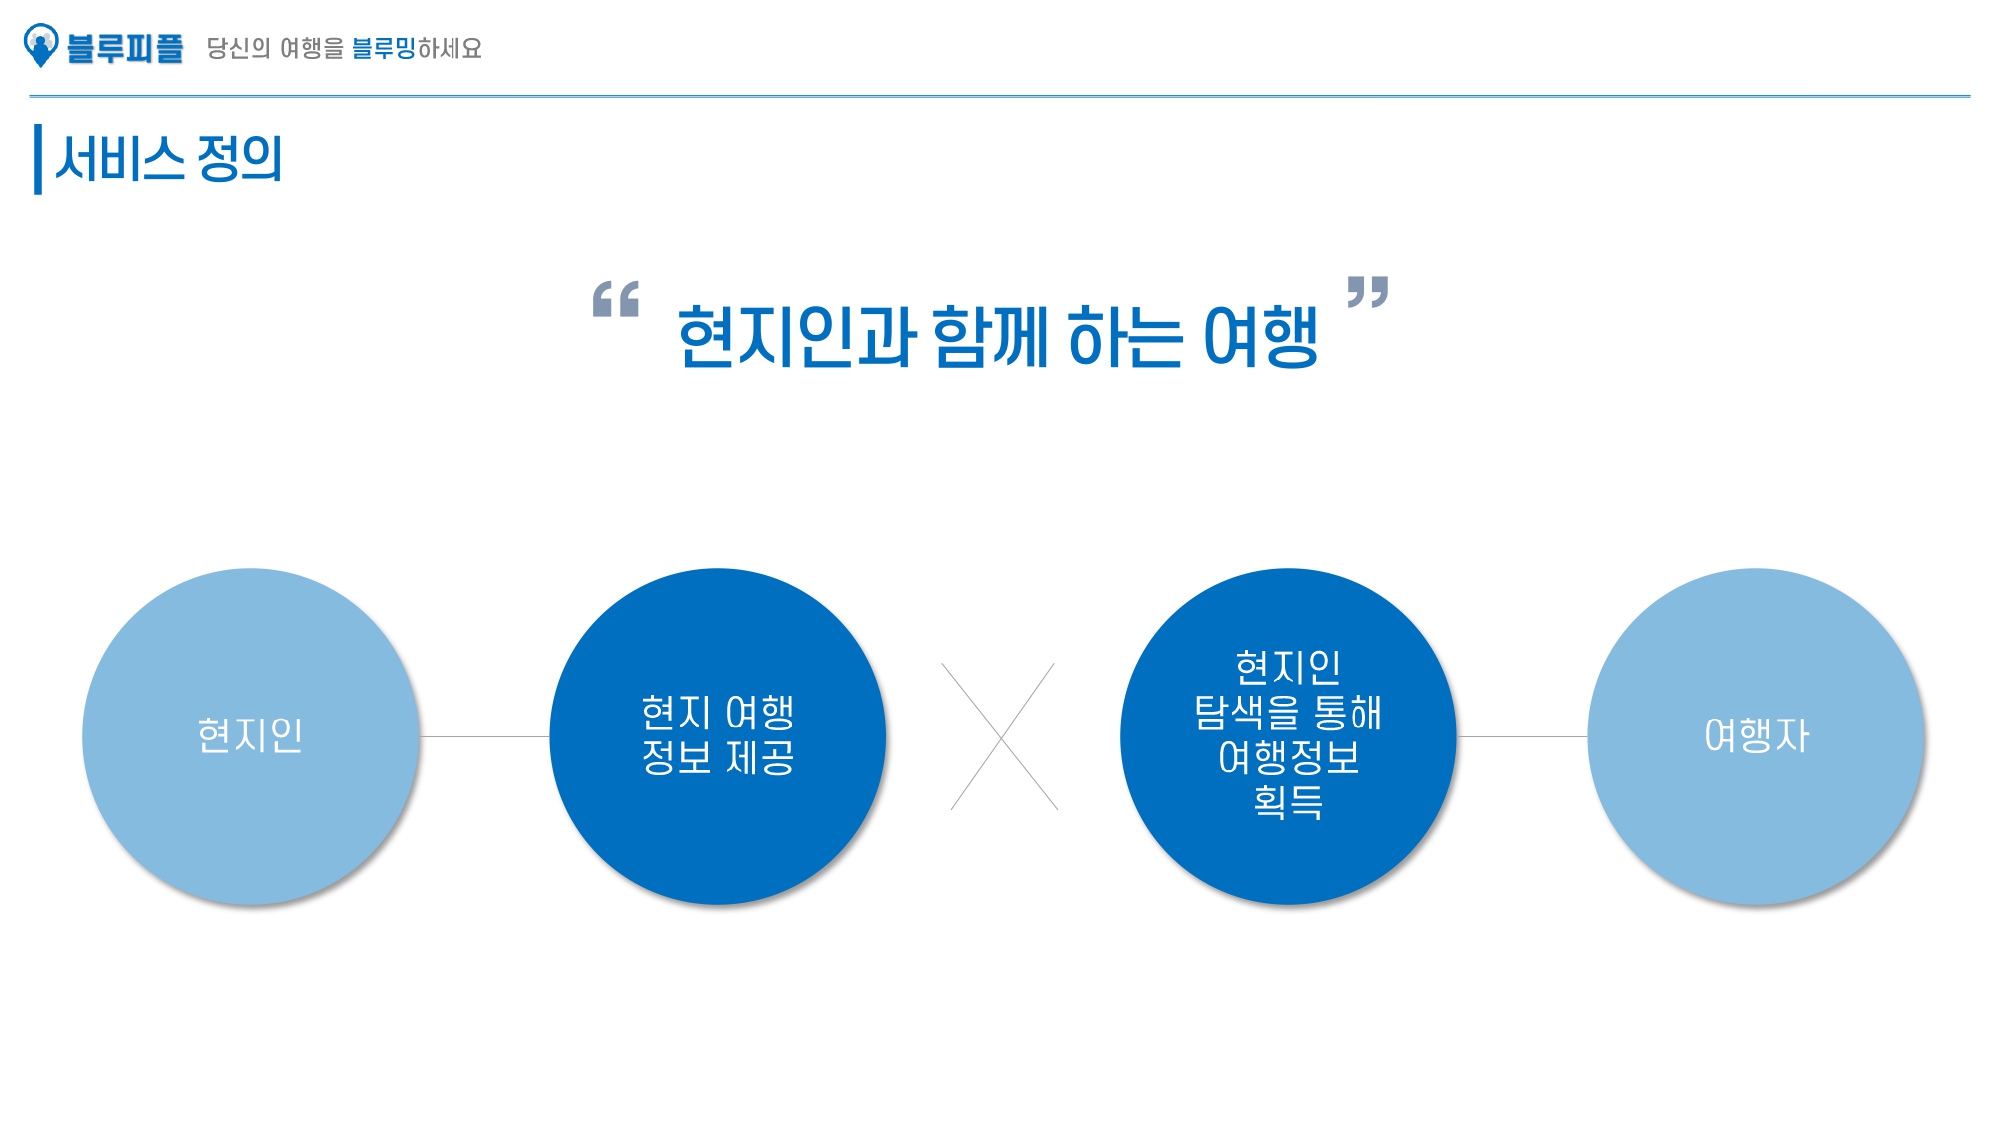 블루피플 당신의 여행을 블루밍하세요
서비스 정의
“ 현지인과 함께 하는 여행 ”
현지인
현지 여행
정보 제공
현지인
탐색을 통해
여행정보
획득
여행자